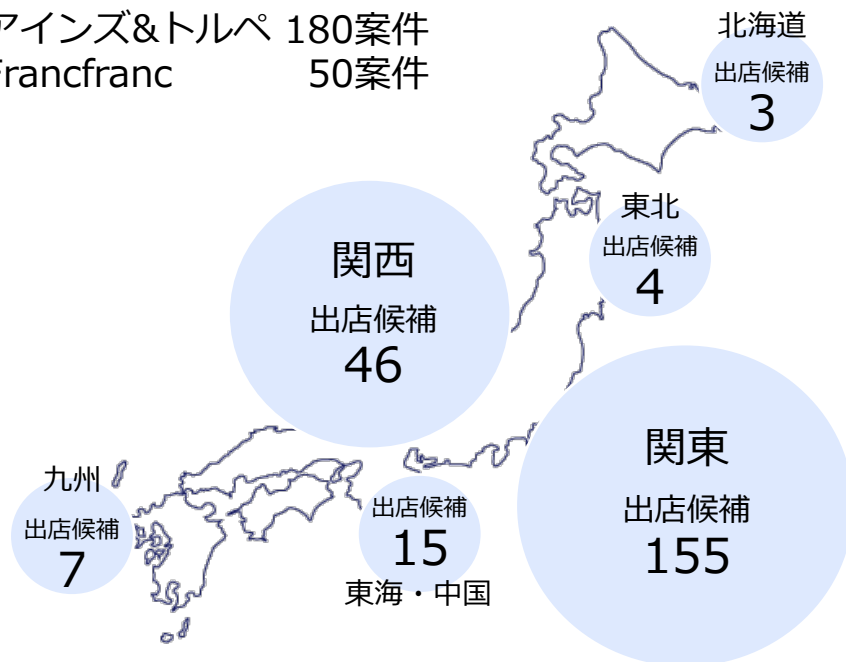 アインズ&トルペ 180案件
Francfranc 50案件
北海道
出店候補
3
東北
出店候補
4
関西
出店候補
46
関東
出店候補
155
九州
出店候補
7
出店候補
15
東海・中国